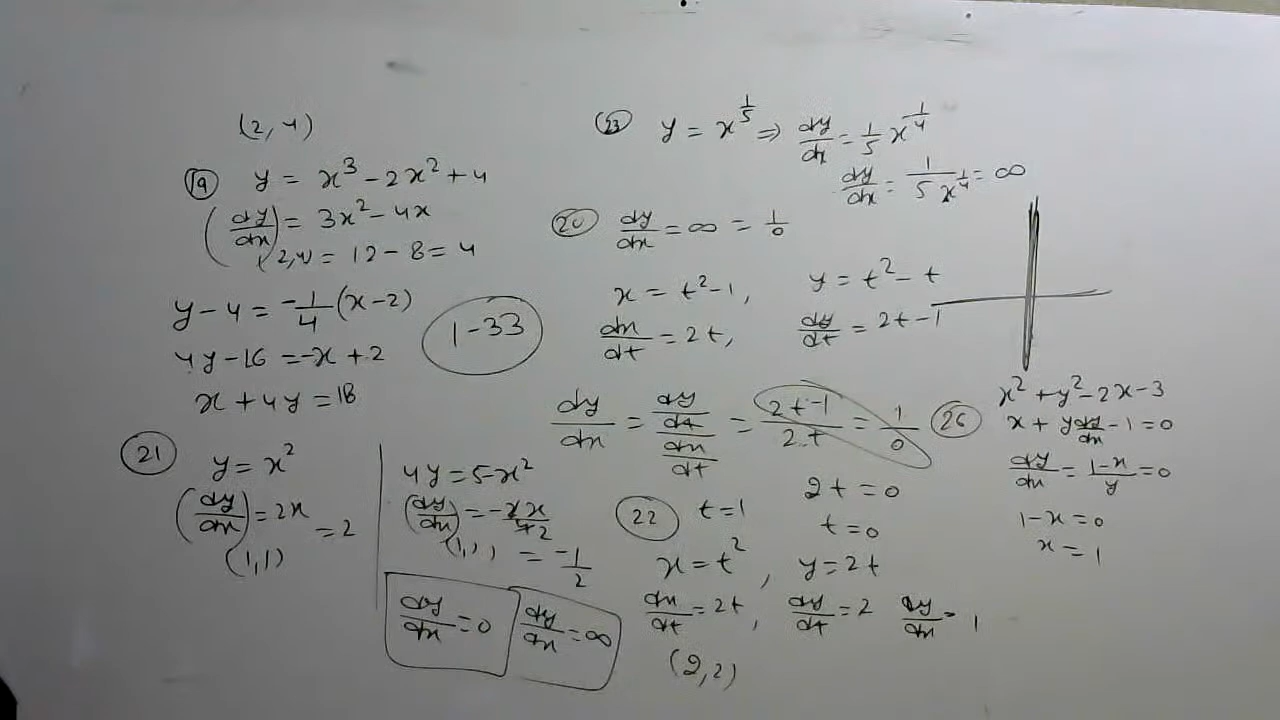 (2, 4)
(19) y = x³ - 2x² + 4
(dy/dx) = 3x² - 4x
(2,4) = 12 - 8 = 4
y - 4 = -1/4 (x - 2)
4y - 16 = -x + 2
x + 4y = 18
1-33
(21) y = x²
(dy/dx) = 2x = 2
(1,1)
4y = 5 - x²
(dy/dx) = -2x/42
(1,1) = -1/2
dy/dx = 0
dy/dx = ∞
y = x^(1/5) ⇒ dy/dx = 1/5 x^(-1/4)
dy/dx = 1/(5 x^(1/4)) = ∞
(20) dy/dx = ∞ = 1/0
x = t² - 1, y = t² - t
dx/dt = 2t, dy/dt = 2t - 1
dy/dx = (dy/dt)/(dx/dt) = (2t-1)/2t = 1/0
2t = 0
t = 0
(22) t = 1
x = t², y = 2t
dx/dt = 2t, dy/dt = 2 dy/dx = 1
(2,2)
(26) x² + y² - 2x - 3
x + y dy/dx - 1 = 0
dy/dx = (1-x)/y = 0
1 - x = 0
x = 1